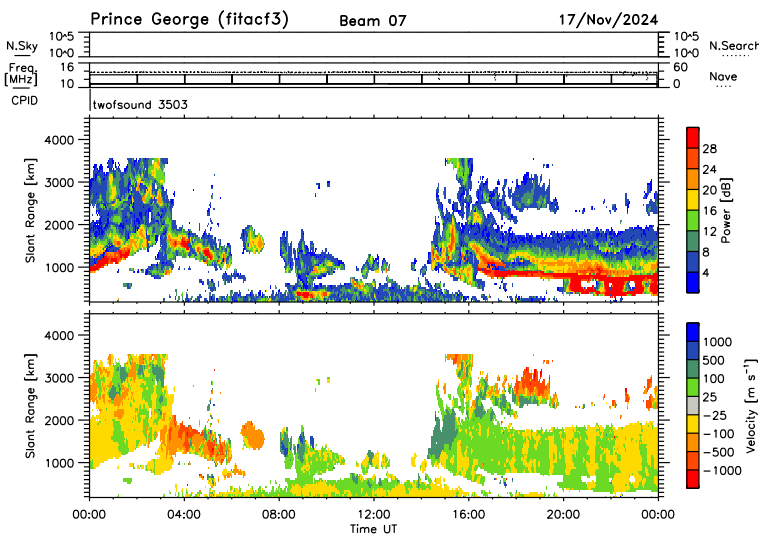 Prince George (fitacf3) Beam 07 17/Nov/2024
N.Sky 10^5 10^0 10^5 10^0 N.Search
Freq. [MHz] 16 10 60 0 Nave
CPID twofsound 3503
Slant Range [km] 4000 3000 2000 1000
Power [dB] 28 24 20 16 12 8 4
Slant Range [km] 4000 3000 2000 1000
Velocity [m s⁻¹] 1000 500 100 25 −25 −100 −500 −1000
00:00 04:00 08:00 12:00 16:00 20:00 00:00
Time UT